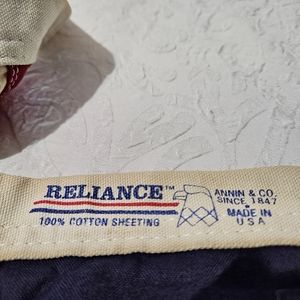 RELIANCE™
100% COTTON SHEETING
ANNIN & CO.
SINCE 1847
• MADE IN
U S A